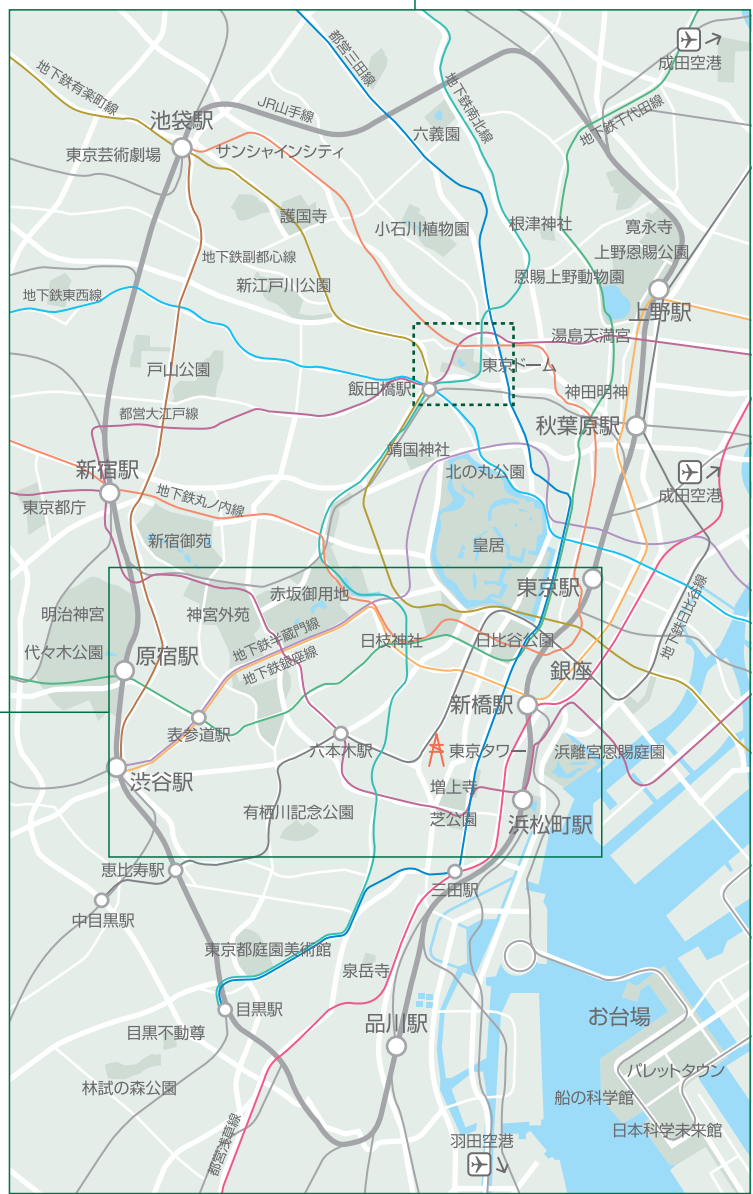 都営三田線
成田空港
地下鉄有楽町線
地下鉄南北線
JR山手線
地下鉄千代田線
池袋駅
六義園
東京芸術劇場
サンシャインシティ
護国寺
小石川植物園
根津神社
寛永寺
上野恩賜公園
地下鉄副都心線
恩賜上野動物園
新江戸川公園
地下鉄東西線
上野駅
湯島天満宮
東京ドーム
戸山公園
飯田橋駅
神田明神
都営大江戸線
秋葉原駅
靖国神社
新宿駅
北の丸公園
成田空港
地下鉄丸ノ内線
東京都庁
新宿御苑
皇居
東京駅
赤坂御用地
明治神宮
神宮外苑
地下鉄日比谷線
地下鉄半蔵門線
日枝神社
日比谷公園
代々木公園
原宿駅
地下鉄銀座線
銀座
新橋駅
表参道駅
六本木駅
東京タワー
浜離宮恩賜庭園
渋谷駅
増上寺
有栖川記念公園
芝公園
浜松町駅
恵比寿駅
三田駅
中目黒駅
東京都庭園美術館
泉岳寺
目黒駅
お台場
品川駅
目黒不動尊
パレットタウン
林試の森公園
船の科学館
日本科学未来館
都営浅草線
羽田空港